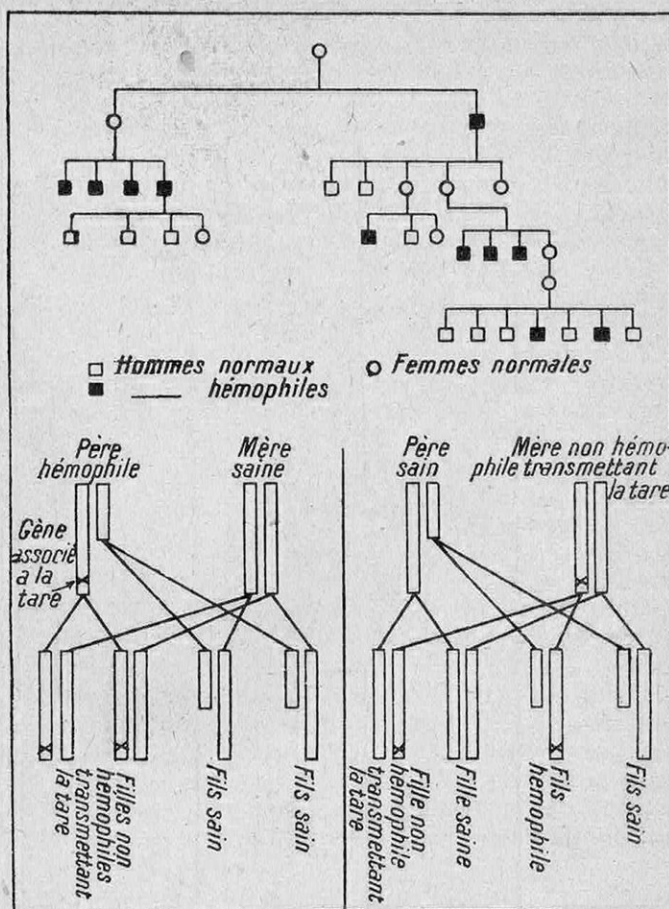 Hommes normaux
Femmes normales
—— hémophiles
Père
hémophile
Mère
saine
Gène
associé
a la
tare
Filles non
hémophiles
transmettant
la tare
Fils sain
Fils sain
Père
sain
Mère non hémo-
phile transmettant
la tare
Fille non
hémophile
transmettant
la tare
Fille saine
Fils
hemophile
Fils sain